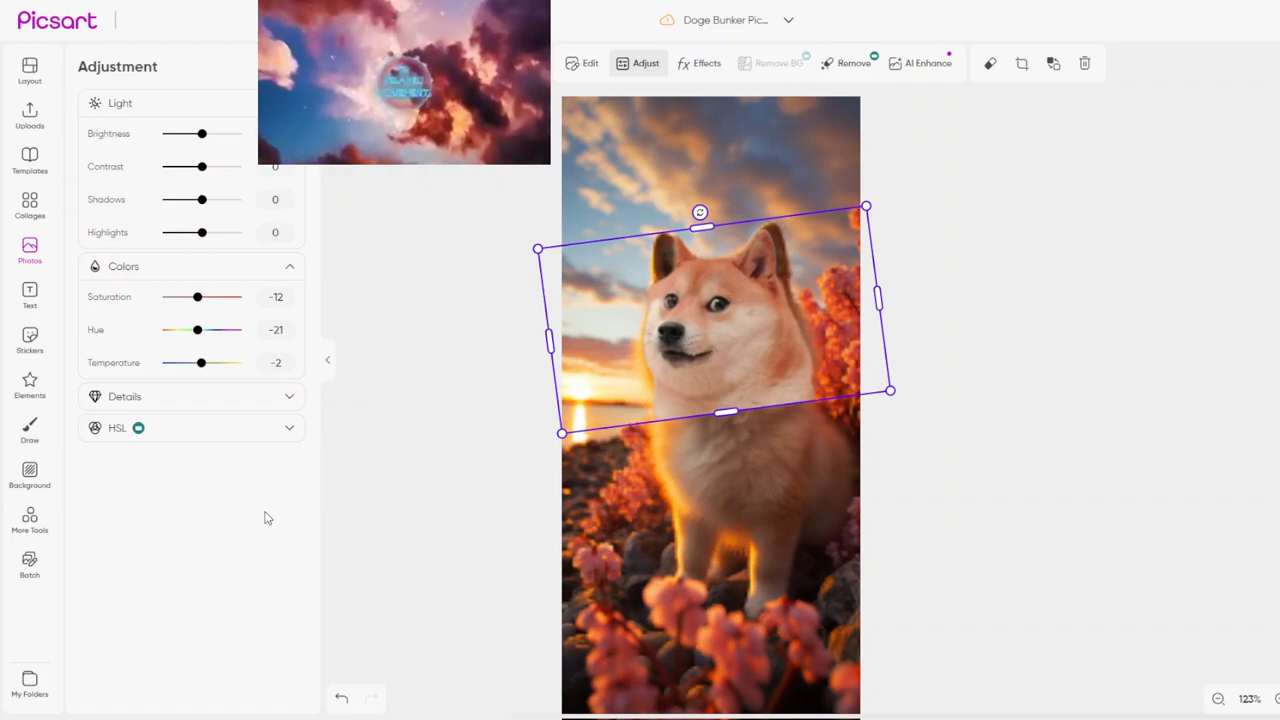 Picsart
Doge Bunker Pic...
Edit
Adjust
Effects
Remove BG
Remove
AI Enhance
Layout
Uploads
Templates
Collages
Photos
Text
Stickers
Elements
Draw
Background
More Tools
Batch
My Folders
Adjustment
Light
Brightness
Contrast
0
Shadows
0
Highlights
0
Colors
Saturation
-12
Hue
-21
Temperature
-2
Details
HSL
123%